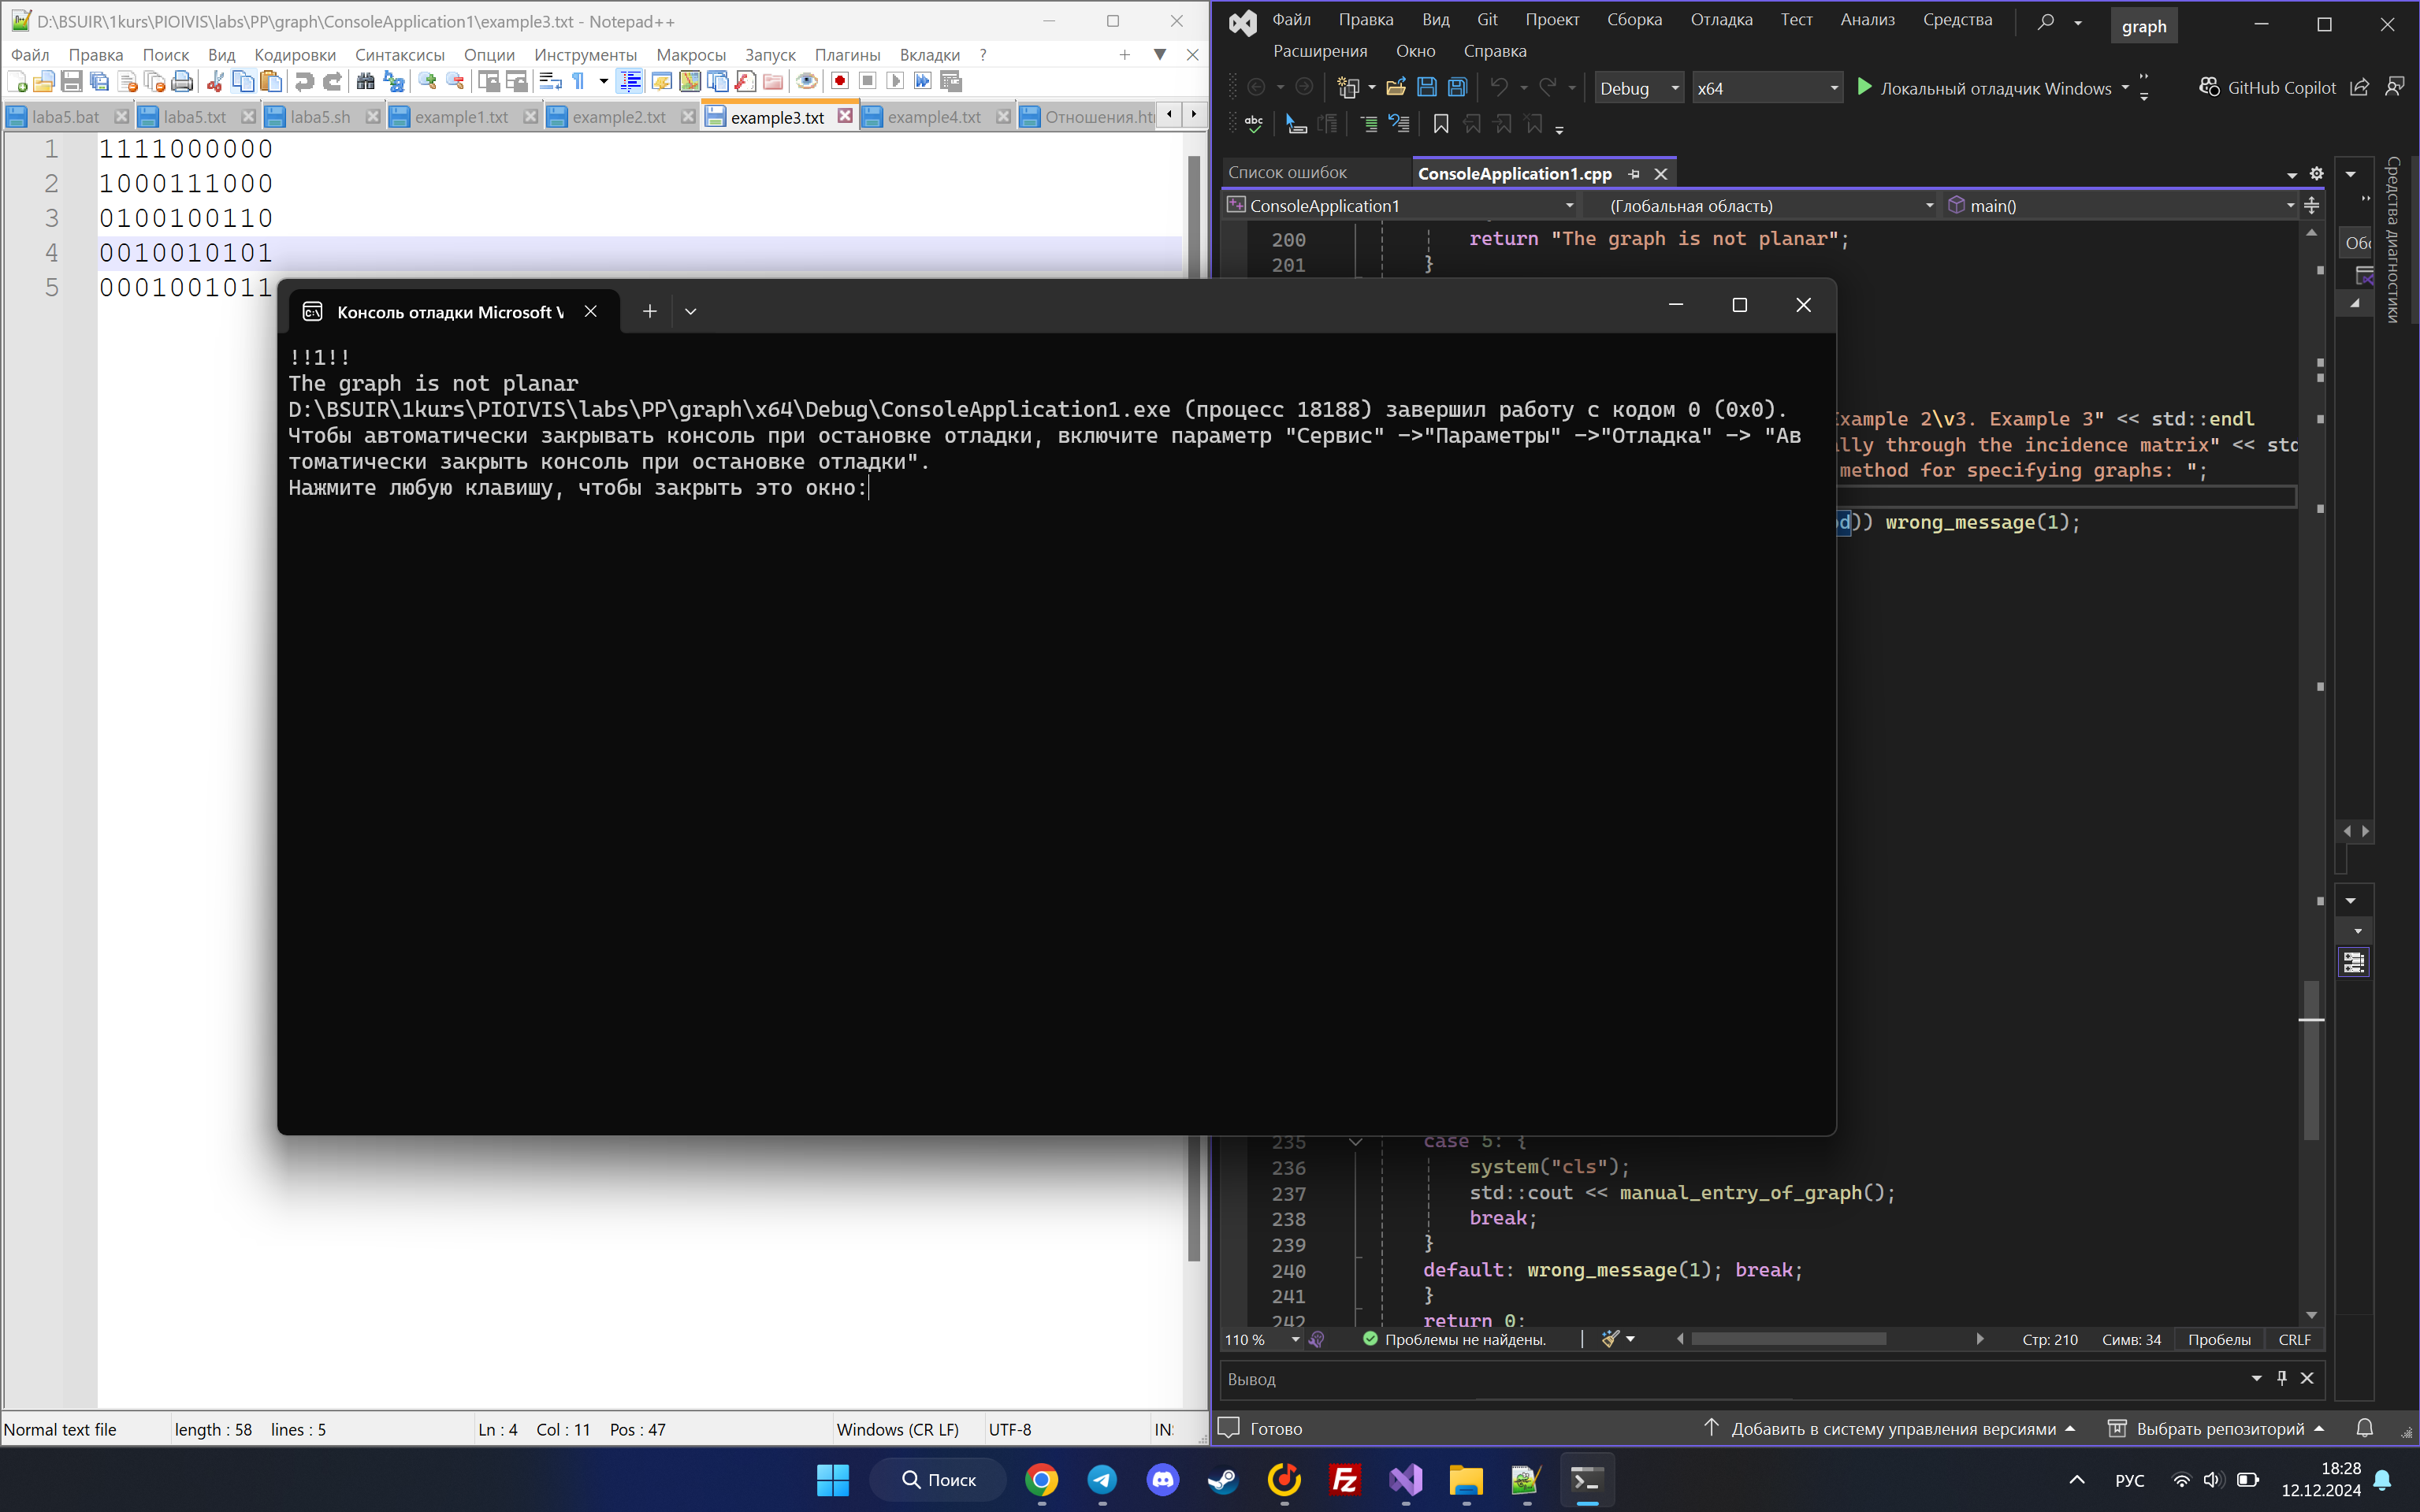 D:\BSUIR\1kurs\PIOIVIS\labs\PP\graph\ConsoleApplication1\example3.txt - Notepad++
Файл Правка Поиск Вид Кодировки Синтаксисы Опции Инструменты Макросы Запуск Плагины Вкладки ?
laba5.bat laba5.txt laba5.sh example1.txt example2.txt example3.txt example4.txt Отношения.ht
1 1111000000
2 1000111000
3 0100100110
4 0010010101
5 0001001011
Normal text file length : 58 lines : 5 Ln : 4 Col : 11 Pos : 47 Windows (CR LF) UTF-8 IN
Файл Правка Вид Git Проект Сборка Отладка Тест Анализ Средства graph
Расширения Окно Справка
Debug x64 Локальный отладчик Windows GitHub Copilot
abc
Список ошибок ConsoleApplication1.cpp
ConsoleApplication1 (Глобальная область) main()
Средства диагностики
200 return "The graph is not planar";
201 }
Example 2\v3. Example 3" << std::endl
lly through the incidence matrix" << std
method for specifying graphs: ";
d)) wrong_message(1);
Консоль отладки Microsoft V
!!1!!
The graph is not planar
D:\BSUIR\1kurs\PIOIVIS\labs\PP\graph\x64\Debug\ConsoleApplication1.exe (процесс 18188) завершил работу с кодом 0 (0x0).
Чтобы автоматически закрывать консоль при остановке отладки, включите параметр "Сервис" ->"Параметры" ->"Отладка" -> "Ав
томатически закрыть консоль при остановке отладки".
Нажмите любую клавишу, чтобы закрыть это окно:
235 case 5: {
236 system("cls");
237 std::cout << manual_entry_of_graph();
238 break;
239 }
240 default: wrong_message(1); break;
241 }
242 return 0;
110 % Проблемы не найдены. Стр: 210 Симв: 34 Пробелы CRLF
Вывод
Готово Добавить в систему управления версиями Выбрать репозиторий
Поиск
РУС 18:28
12.12.2024